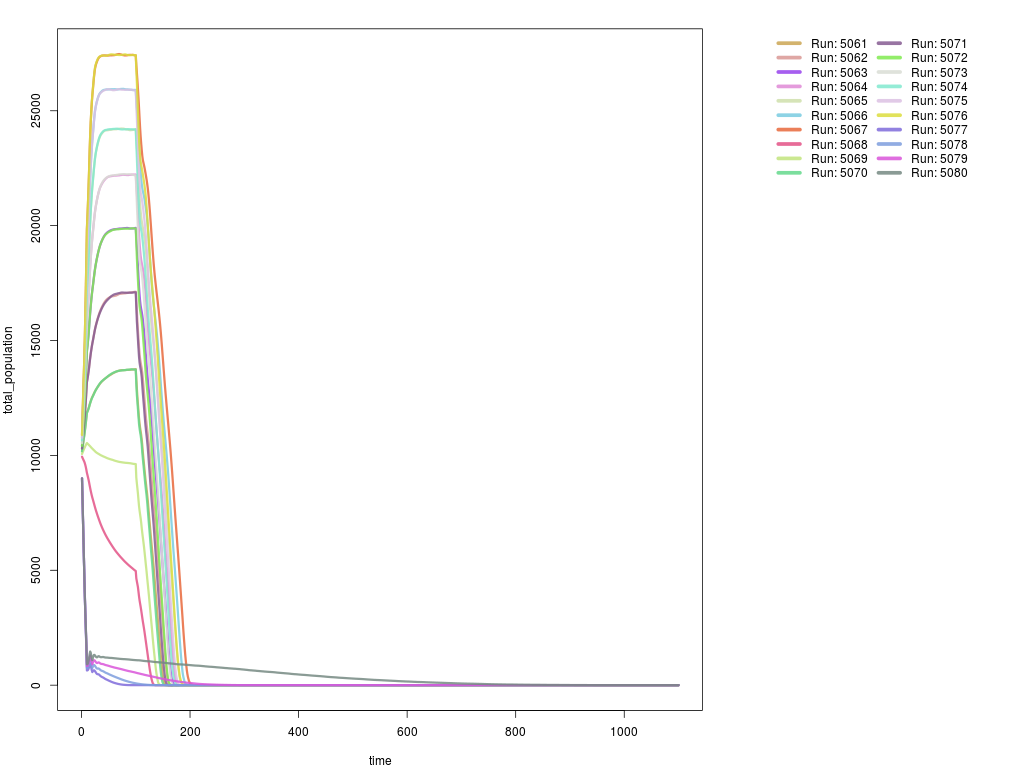 total_population
25000
20000
15000
10000
5000
0
0 200 400 600 800 1000
time
Run: 5061
Run: 5062
Run: 5063
Run: 5064
Run: 5065
Run: 5066
Run: 5067
Run: 5068
Run: 5069
Run: 5070
Run: 5071
Run: 5072
Run: 5073
Run: 5074
Run: 5075
Run: 5076
Run: 5077
Run: 5078
Run: 5079
Run: 5080